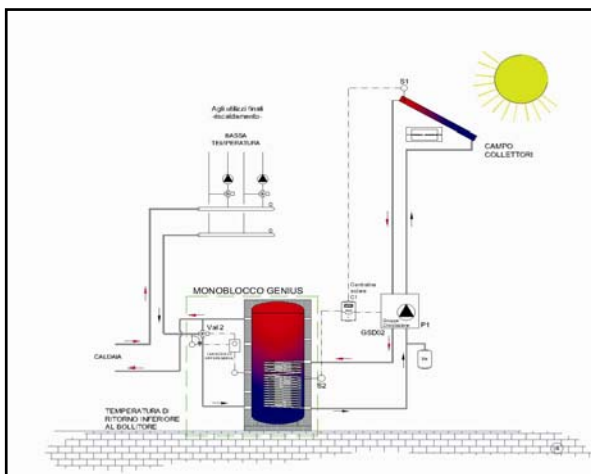 S1
Agli utilizzi finali
-riscaldamento-
BASSA
TEMPERATURA
CAMPO
COLLETTORI
MONOBLOCCO GENIUS
Centralina
solare
Val 2
GSD02
P1
CALDAIA
S2
TEMPERATURA DI
RITORNO INFERIORE
AL BOLLITORE